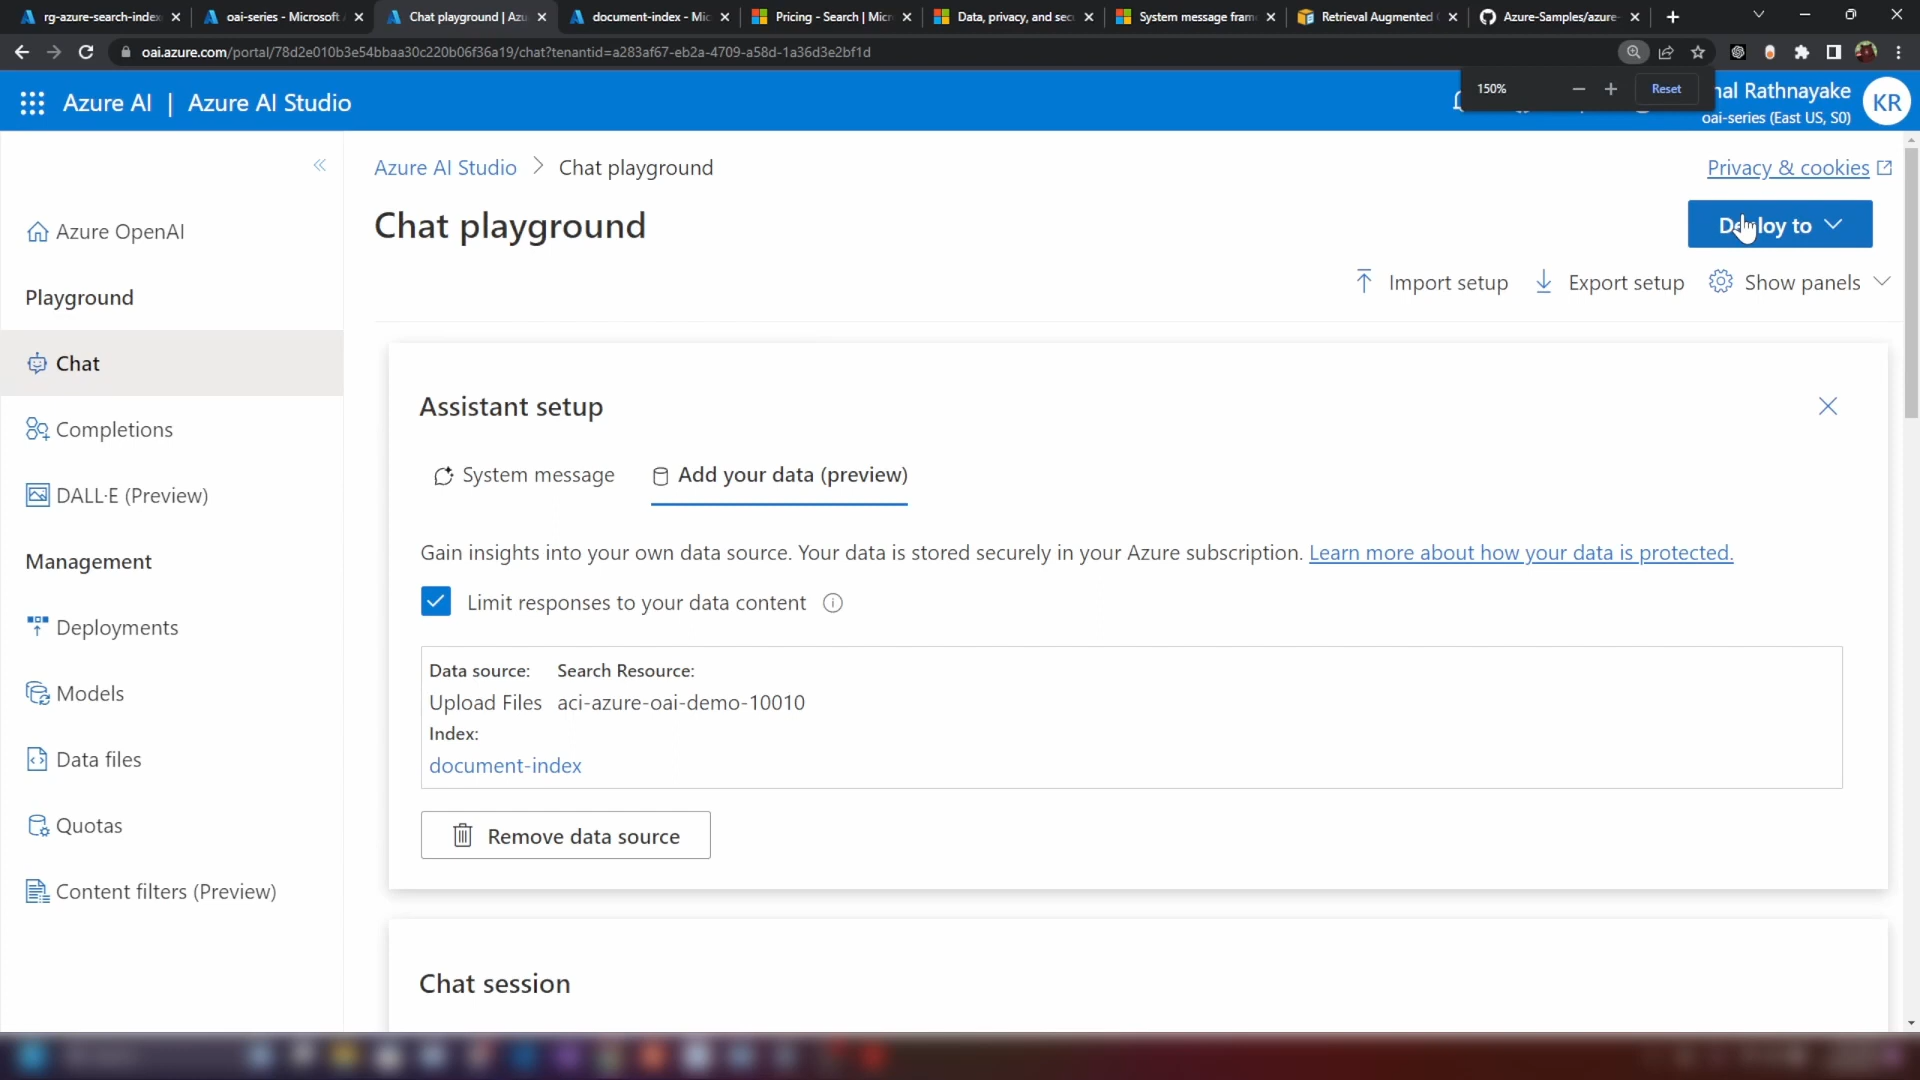 rg-azure-search-index
oai-series - Microsoft
Chat playground | Azu
document-index - Mic
Pricing - Search | Micr
Data, privacy, and sec
System message fram
Retrieval Augmented
Azure-Samples/azure-
oai.azure.com/portal/78d2e010b3e54bbaa30c220b06f36a19/chat?tenantid=a283af67-eb2a-4709-a58d-1a36d3e2bf1d
150%
Reset
Azure AI | Azure AI Studio
nal Rathnayake
oai-series (East US, S0)
KR
Azure AI Studio > Chat playground
Privacy & cookies
Chat playground
Deploy to
Import setup
Export setup
Show panels
Azure OpenAI
Playground
Chat
Completions
DALL·E (Preview)
Management
Deployments
Models
Data files
Quotas
Content filters (Preview)
Assistant setup
System message
Add your data (preview)
Gain insights into your own data source. Your data is stored securely in your Azure subscription. Learn more about how your data is protected.
Limit responses to your data content
Data source: Search Resource:
Upload Files aci-azure-oai-demo-10010
Index:
document-index
Remove data source
Chat session